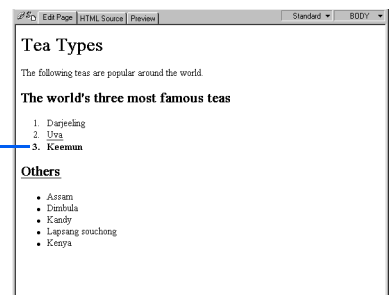 Edit Page HTML Source Preview Standard BODY
Tea Types
The following teas are popular around the world.
The world's three most famous teas
1. Darjeeling
2. Uva
3. Keemun
Others
• Assam
• Dimbula
• Kandy
• Lapsang souchong
• Kenya